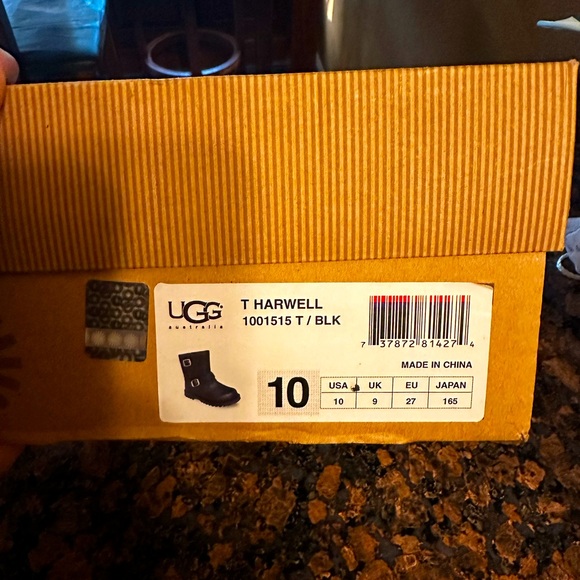 UGG
australia
T HARWELL
1001515 T / BLK
7 37872 81427 4
MADE IN CHINA
10
USA UK EU JAPAN
10 9 27 165